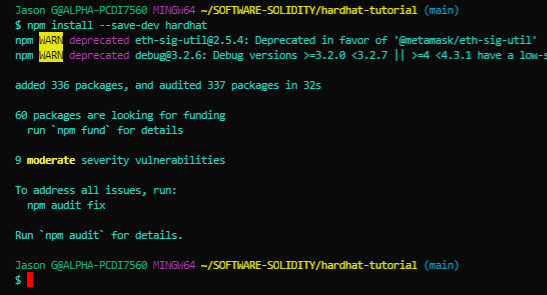 Jason G@ALPHA-PCDI7560 MINGW64 ~/SOFTWARE-SOLIDITY/hardhat-tutorial (main)
$ npm install --save-dev hardhat
npm WARN deprecated eth-sig-util@2.5.4: Deprecated in favor of '@metamask/eth-sig-util'
npm WARN deprecated debug@3.2.6: Debug versions >=3.2.0 <3.2.7 || >=4 <4.3.1 have a low-s
added 336 packages, and audited 337 packages in 32s
60 packages are looking for funding
run `npm fund` for details
9 moderate severity vulnerabilities
To address all issues, run:
npm audit fix
Run `npm audit` for details.
Jason G@ALPHA-PCDI7560 MINGW64 ~/SOFTWARE-SOLIDITY/hardhat-tutorial (main)
$